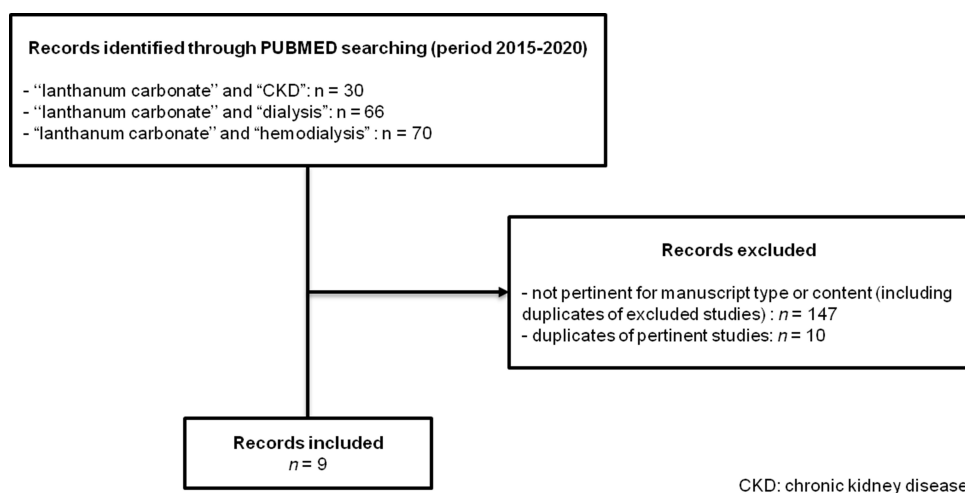 Records identified through PUBMED searching (period 2015-2020)
- ‘‘lanthanum carbonate’’ and “CKD”: n = 30
- ‘‘lanthanum carbonate’’ and “dialysis”: n = 66
- “lanthanum carbonate’’ and “hemodialysis” : n = 70
Records excluded
- not pertinent for manuscript type or content (including
duplicates of excluded studies) : n = 147
- duplicates of pertinent studies: n = 10
Records included
n = 9
CKD: chronic kidney disease